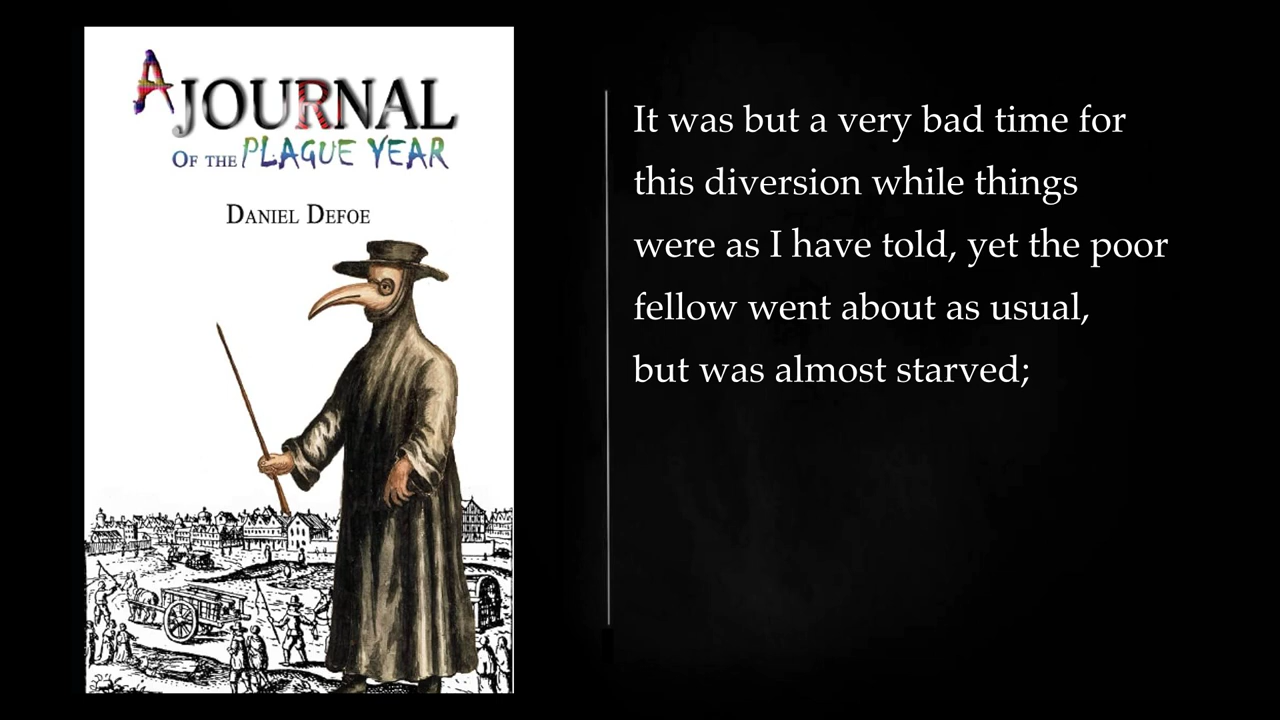 A JOURNAL
OF THE PLAGUE YEAR
DANIEL DEFOE
It was but a very bad time for
this diversion while things
were as I have told, yet the poor
fellow went about as usual,
but was almost starved;